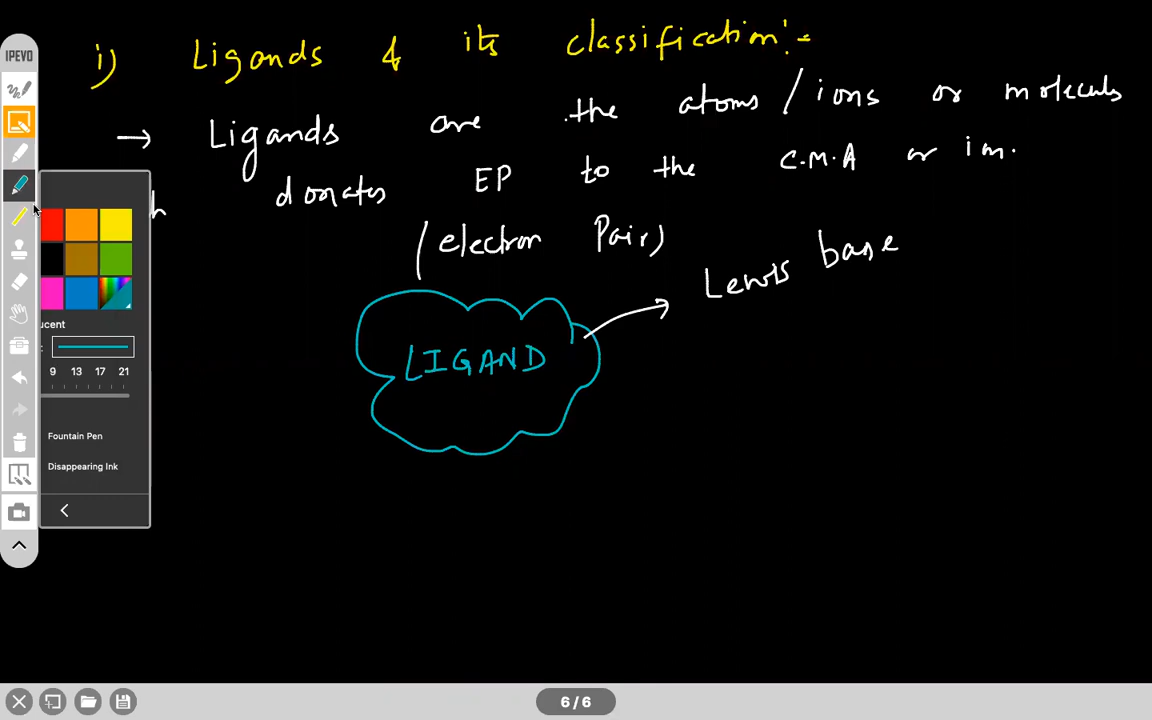 i) Ligands & its classification:-
→ Ligands are the atoms / ions or molecules
h donates EP to the C.M.A or im.
(electron Pair)
Lewis base
LIGAND
IPEVO
ucent
9 13 17 21
Fountain Pen
Disappearing Ink
6/6